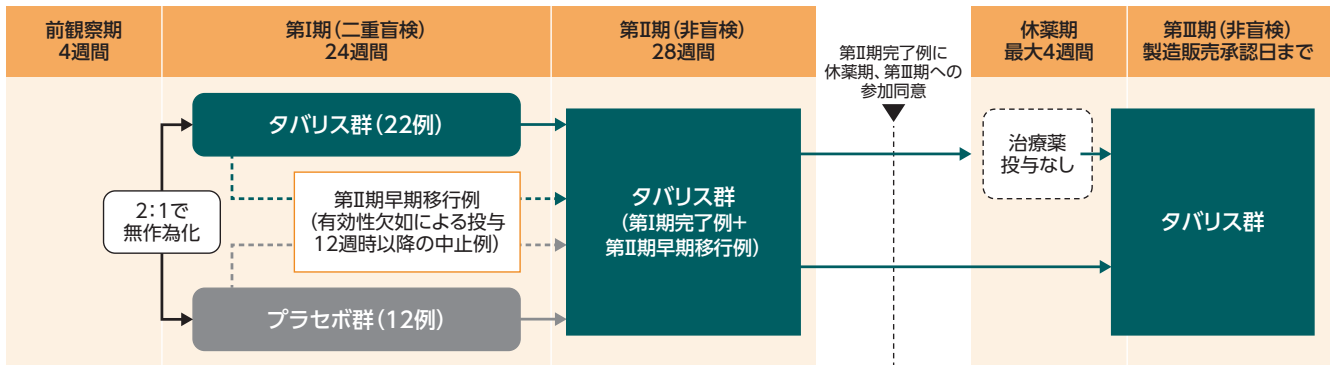 前観察期
4週間
第Ⅰ期（二重盲検）
24週間
第Ⅱ期（非盲検）
28週間
第Ⅱ期完了例に
休薬期、第Ⅲ期への
参加同意
休薬期
最大4週間
第Ⅲ期（非盲検）
製造販売承認日まで
2：1で
無作為化
タバリス群（22例）
第Ⅱ期早期移行例
（有効性欠如による投与
12週時以降の中止例）
プラセボ群（12例）
タバリス群
（第Ⅰ期完了例＋
第Ⅱ期早期移行例）
治療薬
投与なし
タバリス群